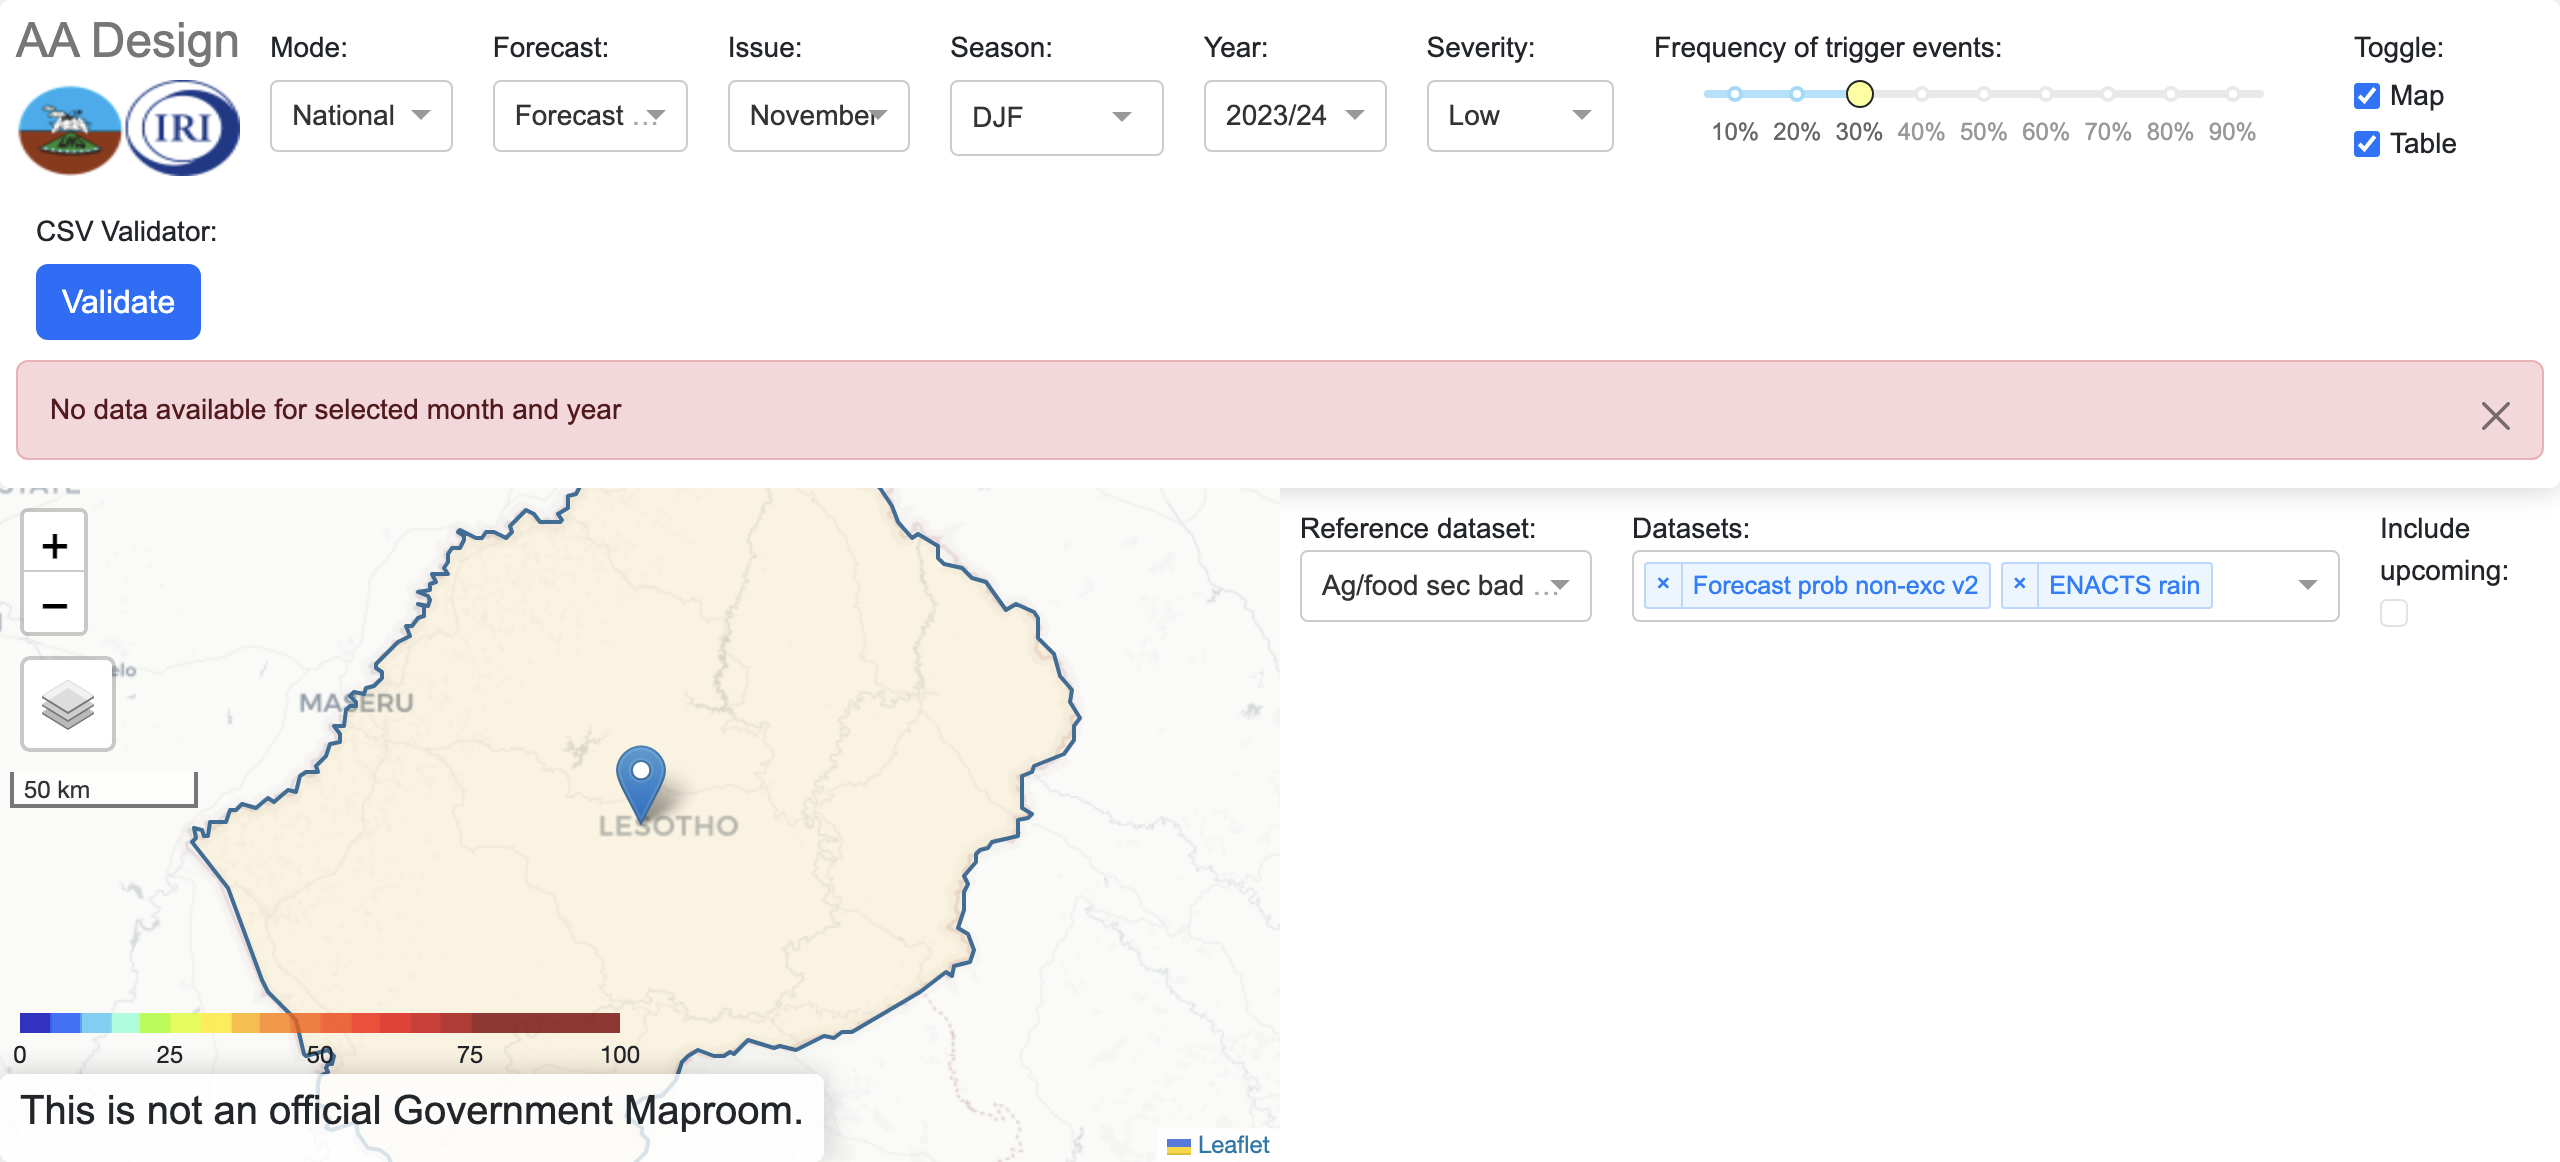 AA Design
IRI
Mode:
National
Forecast:
Forecast ...
Issue:
November
Season:
DJF
Year:
2023/24
Severity:
Low
Frequency of trigger events:
10% 20% 30% 40% 50% 60% 70% 80% 90%
Toggle:
Map
Table
CSV Validator:
Validate
No data available for selected month and year
+
−
elo
MASERU
LESOTHO
50 km
0 25 50 75 100
This is not an official Government Maproom.
Leaflet
Reference dataset:
Ag/food sec bad ...
Datasets:
× Forecast prob non-exc v2 × ENACTS rain
Include
upcoming: